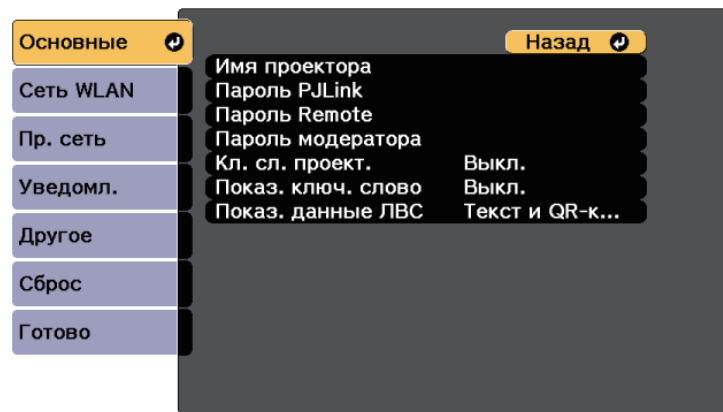 Основные
Сеть WLAN
Пр. сеть
Уведомл.
Другое
Сброс
Готово
Назад
Имя проектора
Пароль PJLink
Пароль Remote
Пароль модератора
Кл. сл. проект. Выкл.
Показ. ключ. слово Выкл.
Показ. данные ЛВС Текст и QR-к...